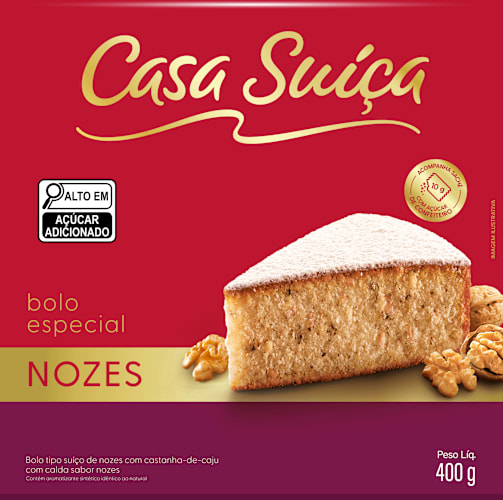 Casa Suíça
ACOMPANHA SACHÊ
10 g
COM AÇÚCAR
DE CONFEITEIRO
IMAGEM ILUSTRATIVA
ALTO EM
AÇÚCAR
ADICIONADO
bolo
especial
NOZES
Bolo tipo suíço de nozes com castanha-de-caju
com calda sabor nozes
Contém aromatizante sintético idêntico ao natural
Peso Líq.
400 g